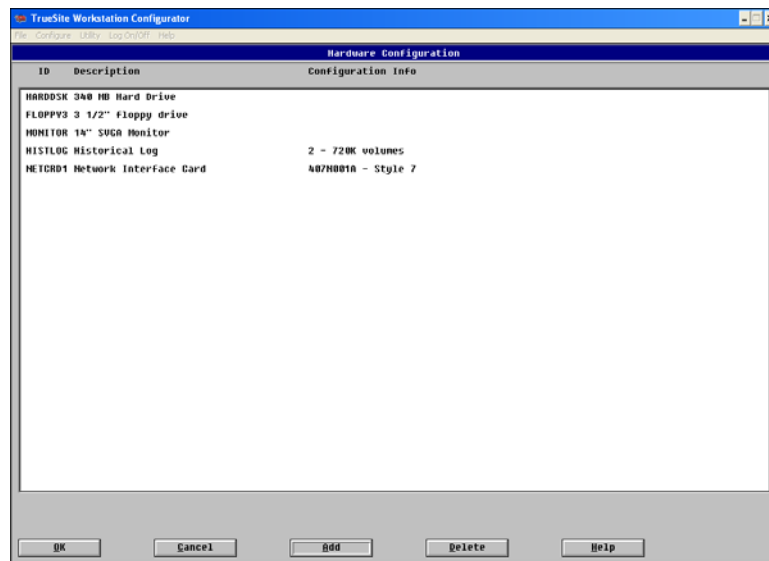 TrueSite Workstation Configurator
File Configure Utility Log On/Off Help
Hardware Configuration
ID Description Configuration Info
HARDDSK 340 MB Hard Drive
FLOPPY3 3 1/2" floppy drive
MONITOR 14" SVGA Monitor
HISTLOG Historical Log 2 - 720K volumes
NETCRD1 Network Interface Card 407N001A - Style 7
OK Cancel Add Delete Help